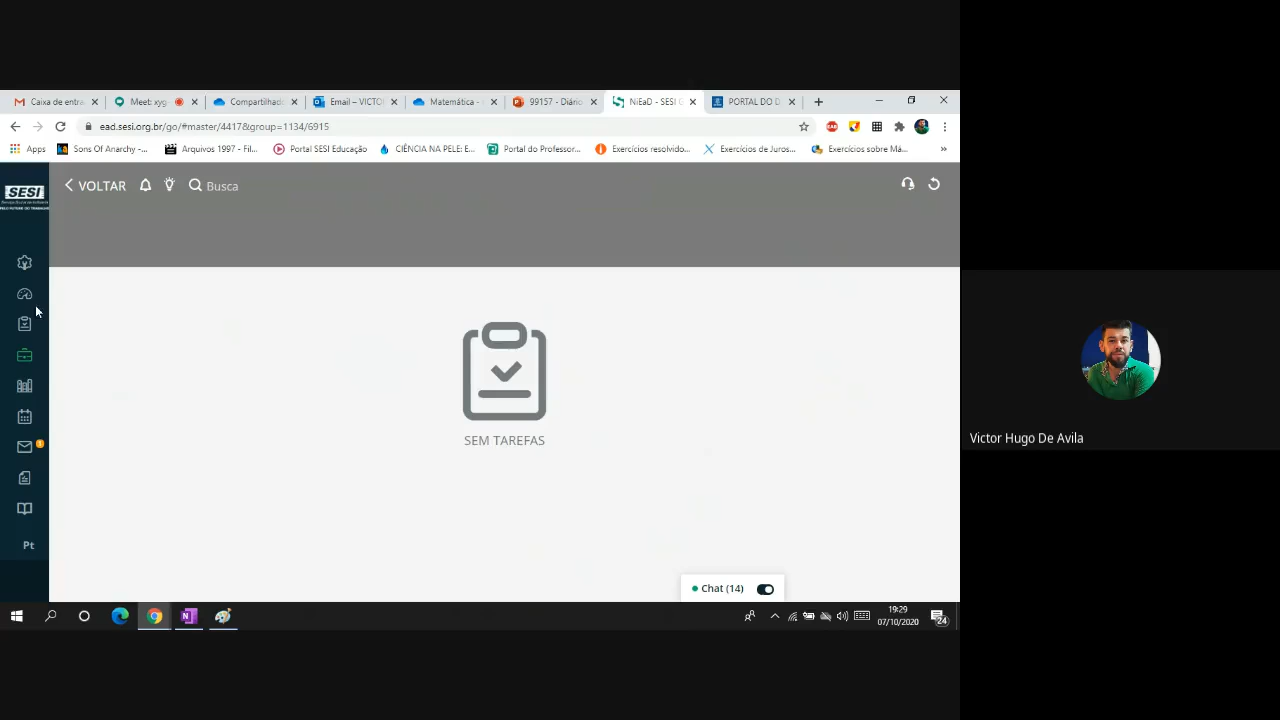 Caixa de entra
Meet: xyg
Compartilhad
Email – VICTO
Matemática -
99157 - Diário
NiEaD - SESI
PORTAL DO D
ead.sesi.org.br/go/#master/4417&group=1134/6915
Apps
Sons Of Anarchy -...
Arquivos 1997 - Fil...
Portal SESI Educação
CIÊNCIA NA PELE: E...
Portal do Professor...
Exercícios resolvido...
Exercícios de Juros...
Exercícios sobre Má...
»
SESI
VOLTAR
Busca
SEM TAREFAS
Pt
Chat (14)
Victor Hugo De Avila
19:29
07/10/2020
24